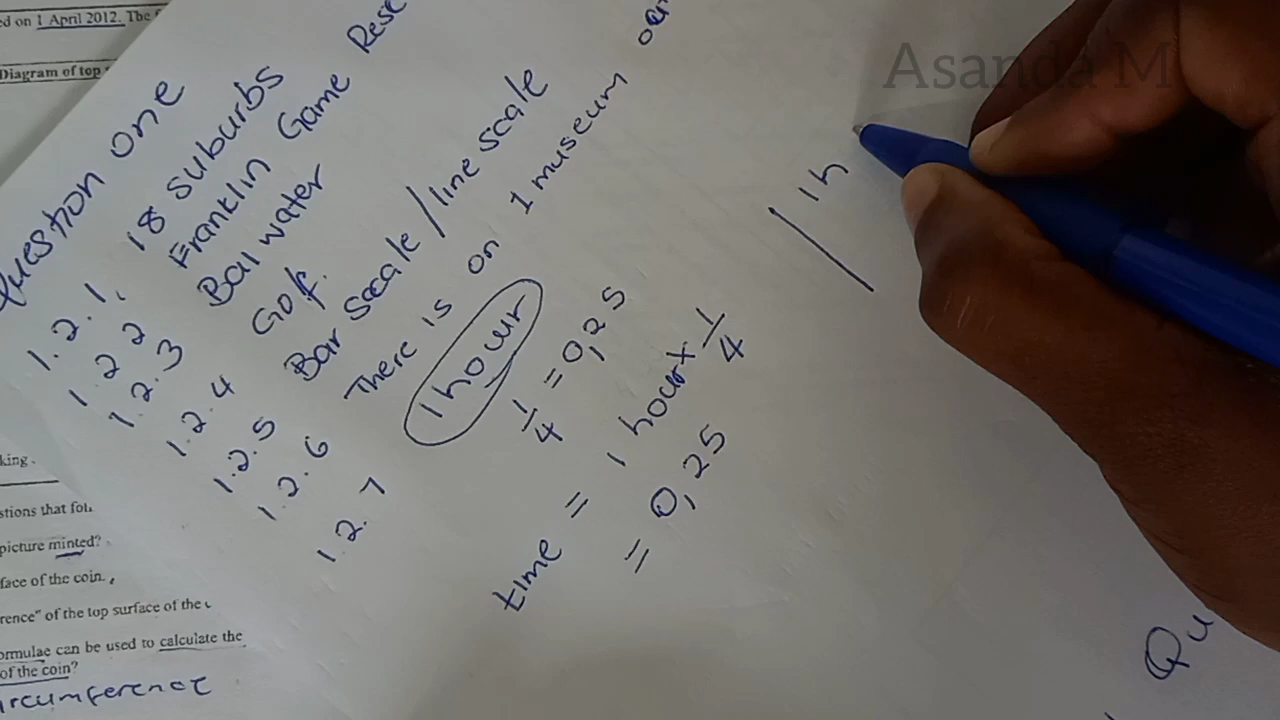 ed on 1 April 2012. The
Diagram of top
Asanda M
Question One
1.2.1. 18 suburbs
1.2.2 Franklin Game Rese
1.2.3 Bal water
1.2.4 Golf.
1.2.5 Bar Scale / line scale
1.2.6 There is on 1 museum
1.2.7 1 hour
1/4 = 0,25
time = 1 hour × 1/4
= 0,25
1h
king.
stions that fol
picture minted?
face of the coin.
rence" of the top surface of the c
ormulae can be used to calculate the
of the coin?
ircumference
Qu